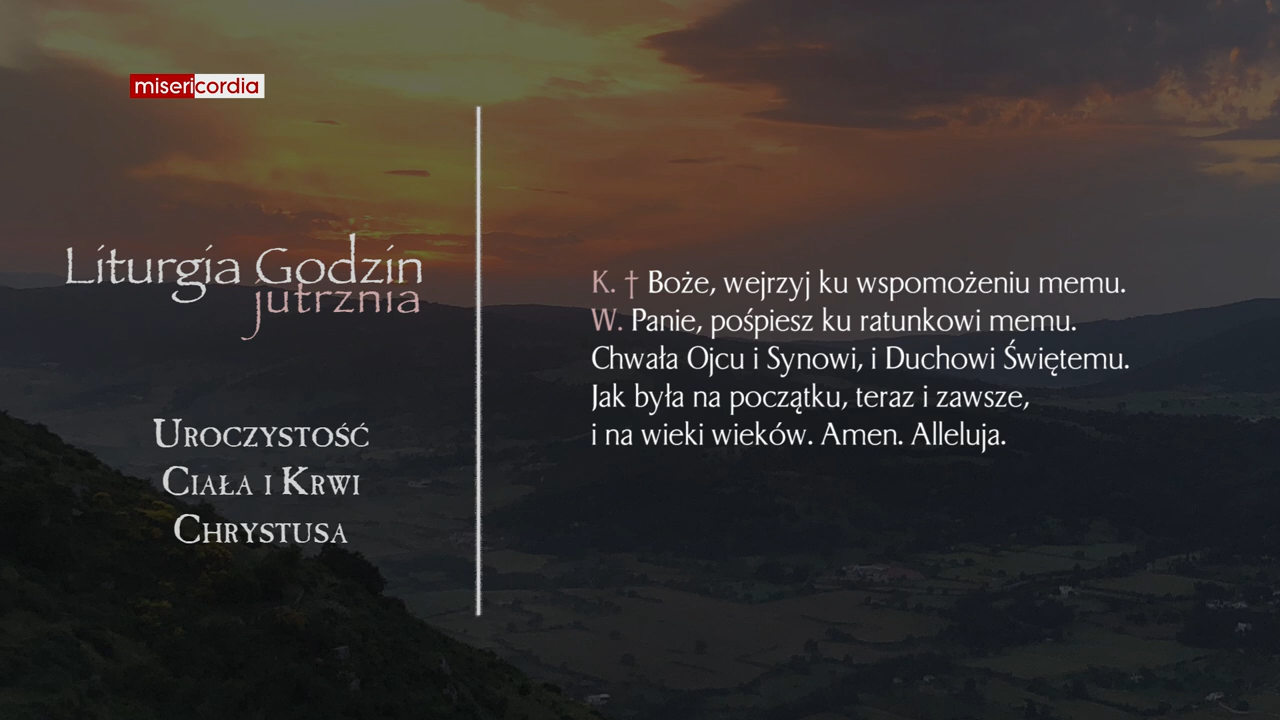 misericordia
Liturgia Godzin
jutrznia
Uroczystość
Ciała i Krwi
Chrystusa
K. † Boże, wejrzyj ku wspomożeniu memu.
W. Panie, pośpiesz ku ratunkowi memu.
Chwała Ojcu i Synowi, i Duchowi Świętemu.
Jak była na początku, teraz i zawsze,
i na wieki wieków. Amen. Alleluja.